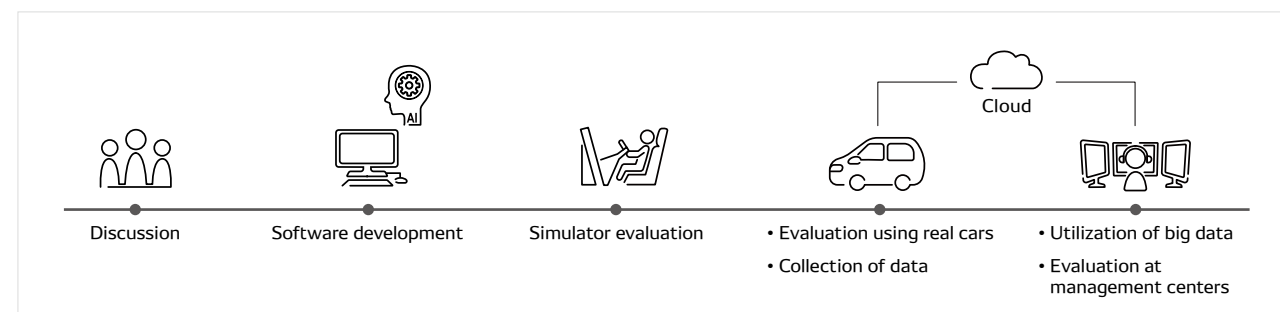 AI
Cloud
Discussion
Software development
Simulator evaluation
• Evaluation using real cars
• Collection of data
• Utilization of big data
• Evaluation at
management centers